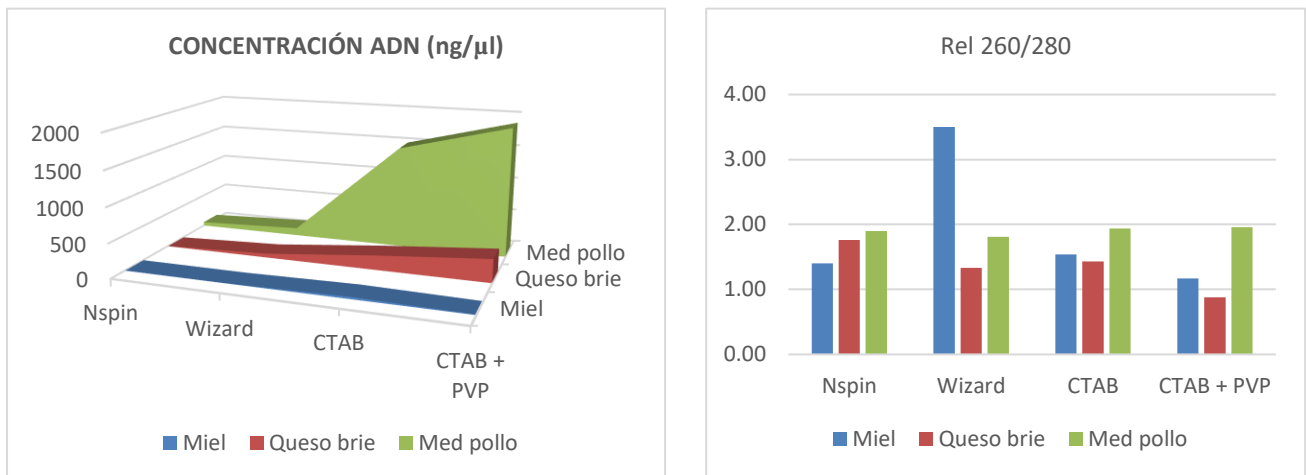 CONCENTRACIÓN ADN (ng/µl)
2000
1500
1000
500
0
Nspin
Wizard
CTAB
CTAB +
PVP
Med pollo
Queso brie
Miel
Miel Queso brie Med pollo
Rel 260/280
4.00
3.00
2.00
1.00
0.00
Nspin Wizard CTAB CTAB + PVP
Miel Queso brie Med pollo